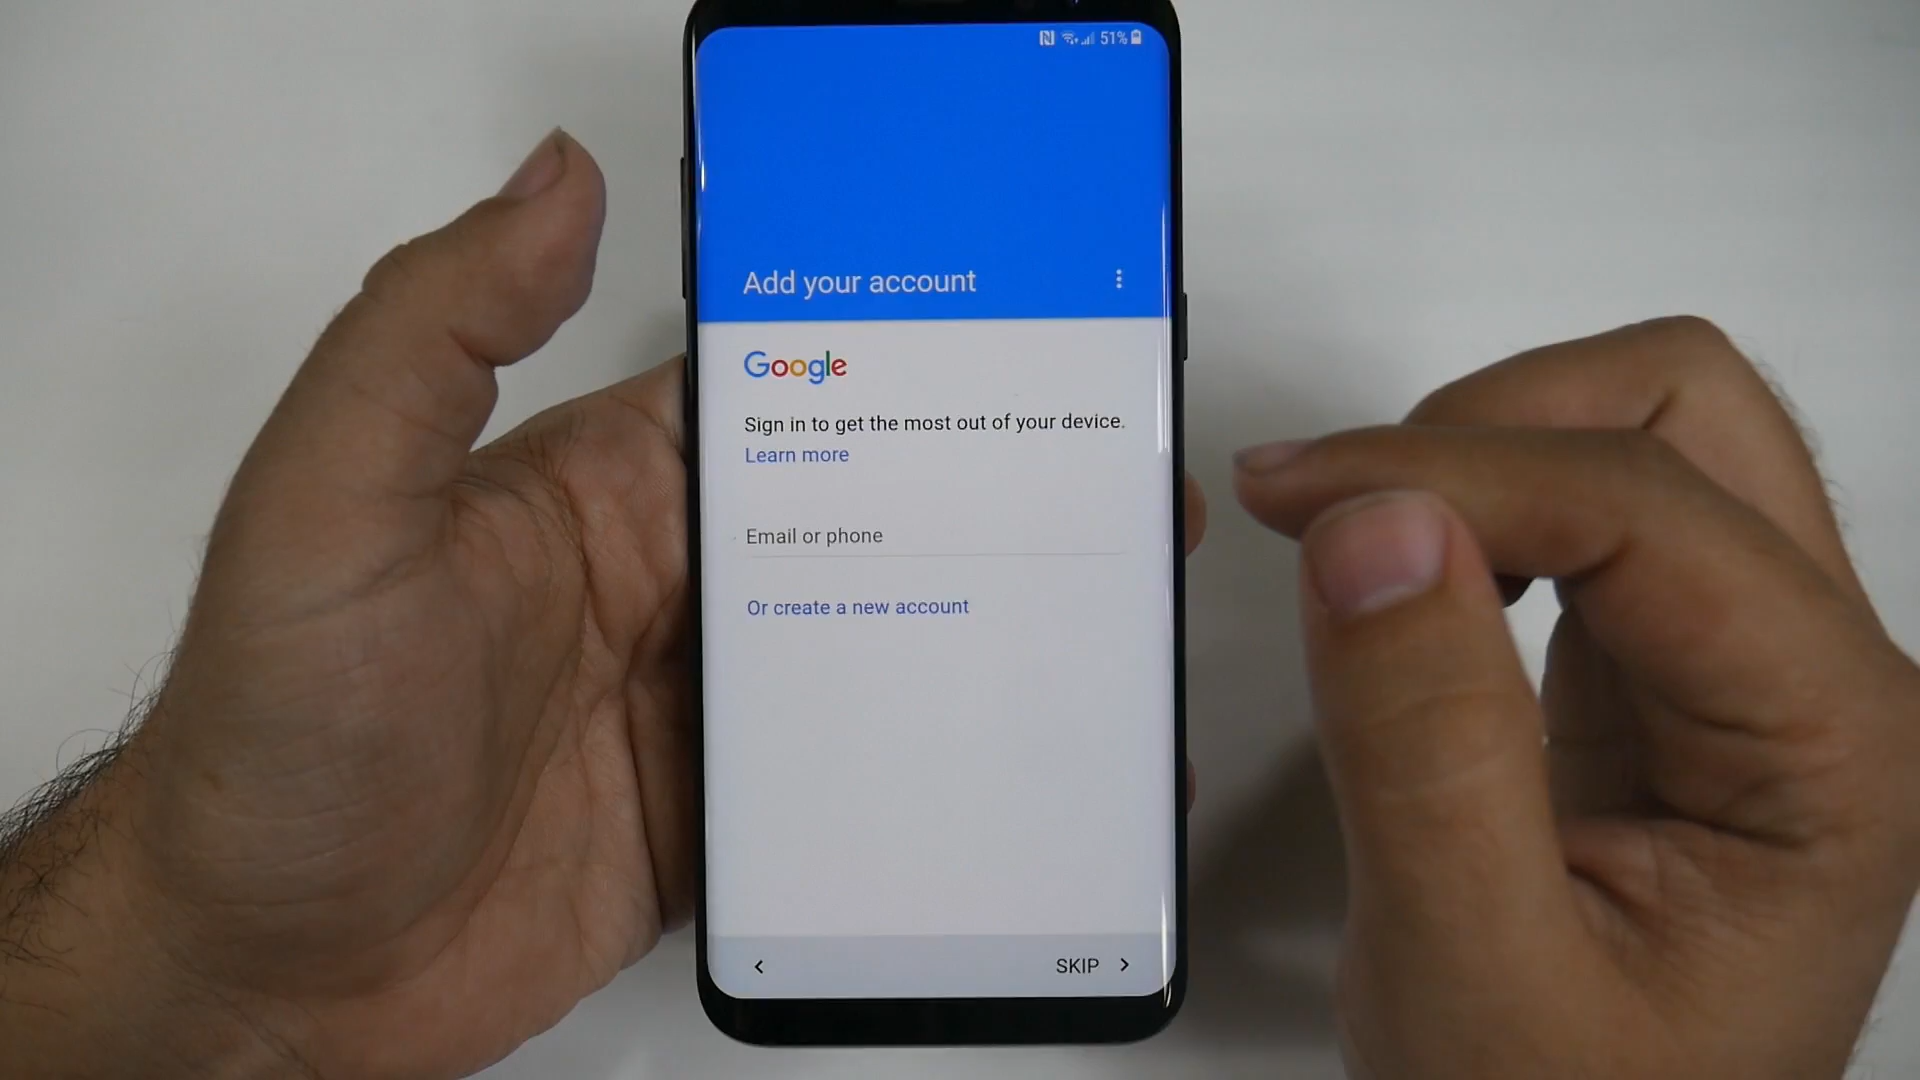 51%
Add your account
Google
Sign in to get the most out of your device.
Learn more
Email or phone
Or create a new account
SKIP